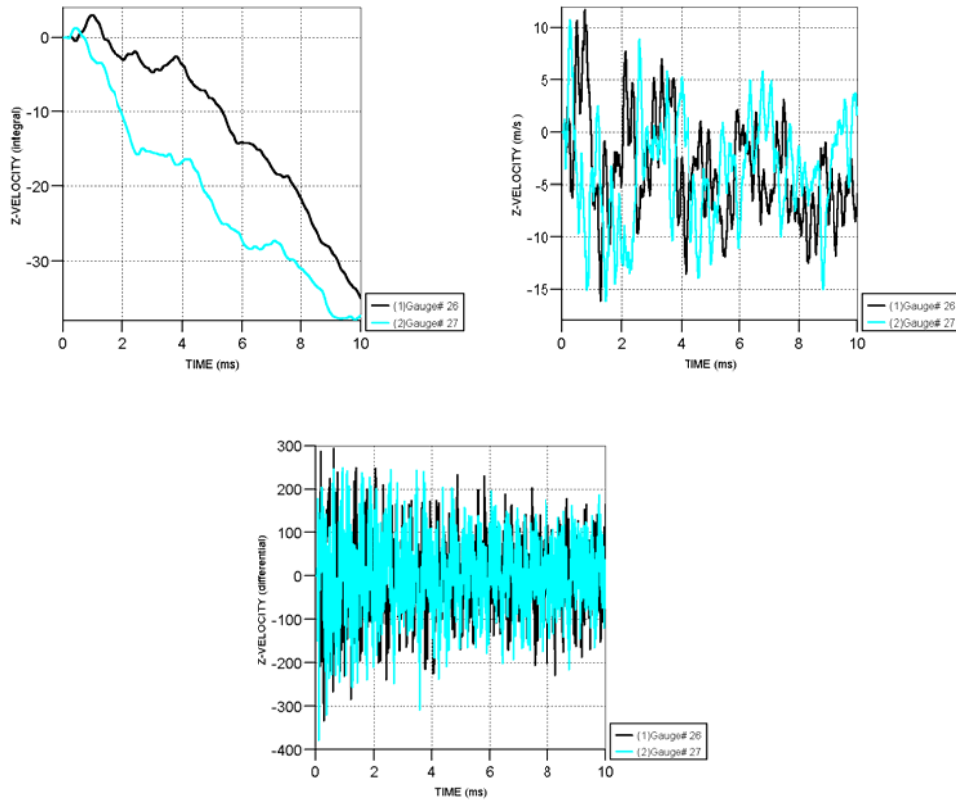 0
-10
-20
-30
Z-VELOCITY (integral)
0 2 4 6 8 10
TIME (ms)
(1)Gauge# 26
(2)Gauge# 27
10
5
0
-5
-10
-15
Z-VELOCITY (m/s )
0 2 4 6 8 10
TIME (ms)
(1)Gauge# 26
(2)Gauge# 27
300
200
100
0
-100
-200
-300
-400
Z-VELOCITY (differential)
0 2 4 6 8 10
TIME (ms)
(1)Gauge# 26
(2)Gauge# 27